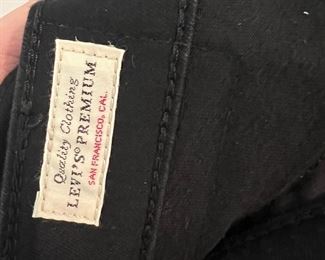 Quality Clothing
LEVI'S® PREMIUM
SAN FRANCISCO, CAL.